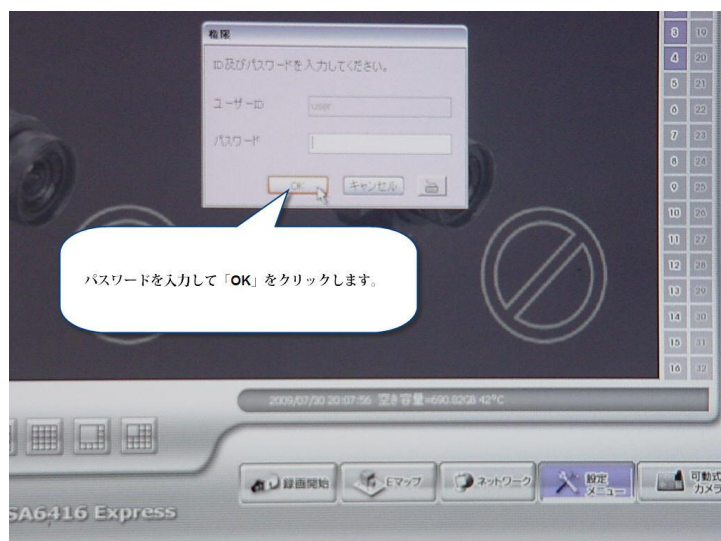 権限
ID及びパスワードを入力してください。
ユーザーID
user
パスワード
OK
キャンセル
パスワードを入力して「OK」をクリックします。
3 19
4 20
5 21
6 22
7 23
8 24
9 25
10 26
11 27
12 28
13 29
14 30
15 31
16 32
2009/07/30 20:07:56 空き容量=690.82GB 42°C
録画開始
Eマップ
ネットワーク
設定
メニュー
可動式
カメラ
SA6416 Express